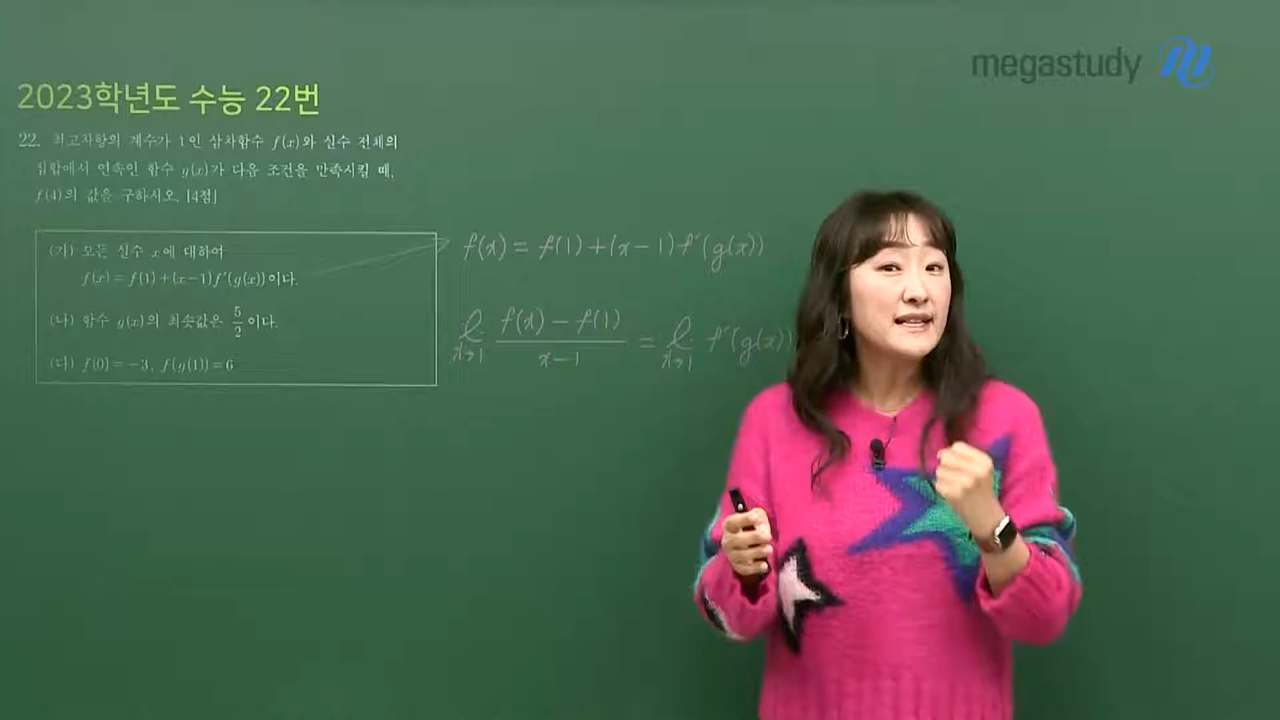 megastudy
2023학년도 수능 22번
22. 최고차항의 계수가 1인 삼차함수 f(x)와 실수 전체의
집합에서 연속인 함수 g(x)가 다음 조건을 만족시킬 때,
f(4)의 값을 구하시오. [4점]
(가) 모든 실수 x에 대하여
f(x)=f(1)+(x-1)f'(g(x))이다.
(나) 함수 g(x)의 최솟값은 5/2이다.
(다) f(0)=-3, f(g(1))=6
f(x) = f(1)+(x-1)f'(g(x))
lim x→1 (f(x)-f(1))/(x-1) = lim x→1 f'(g(x))